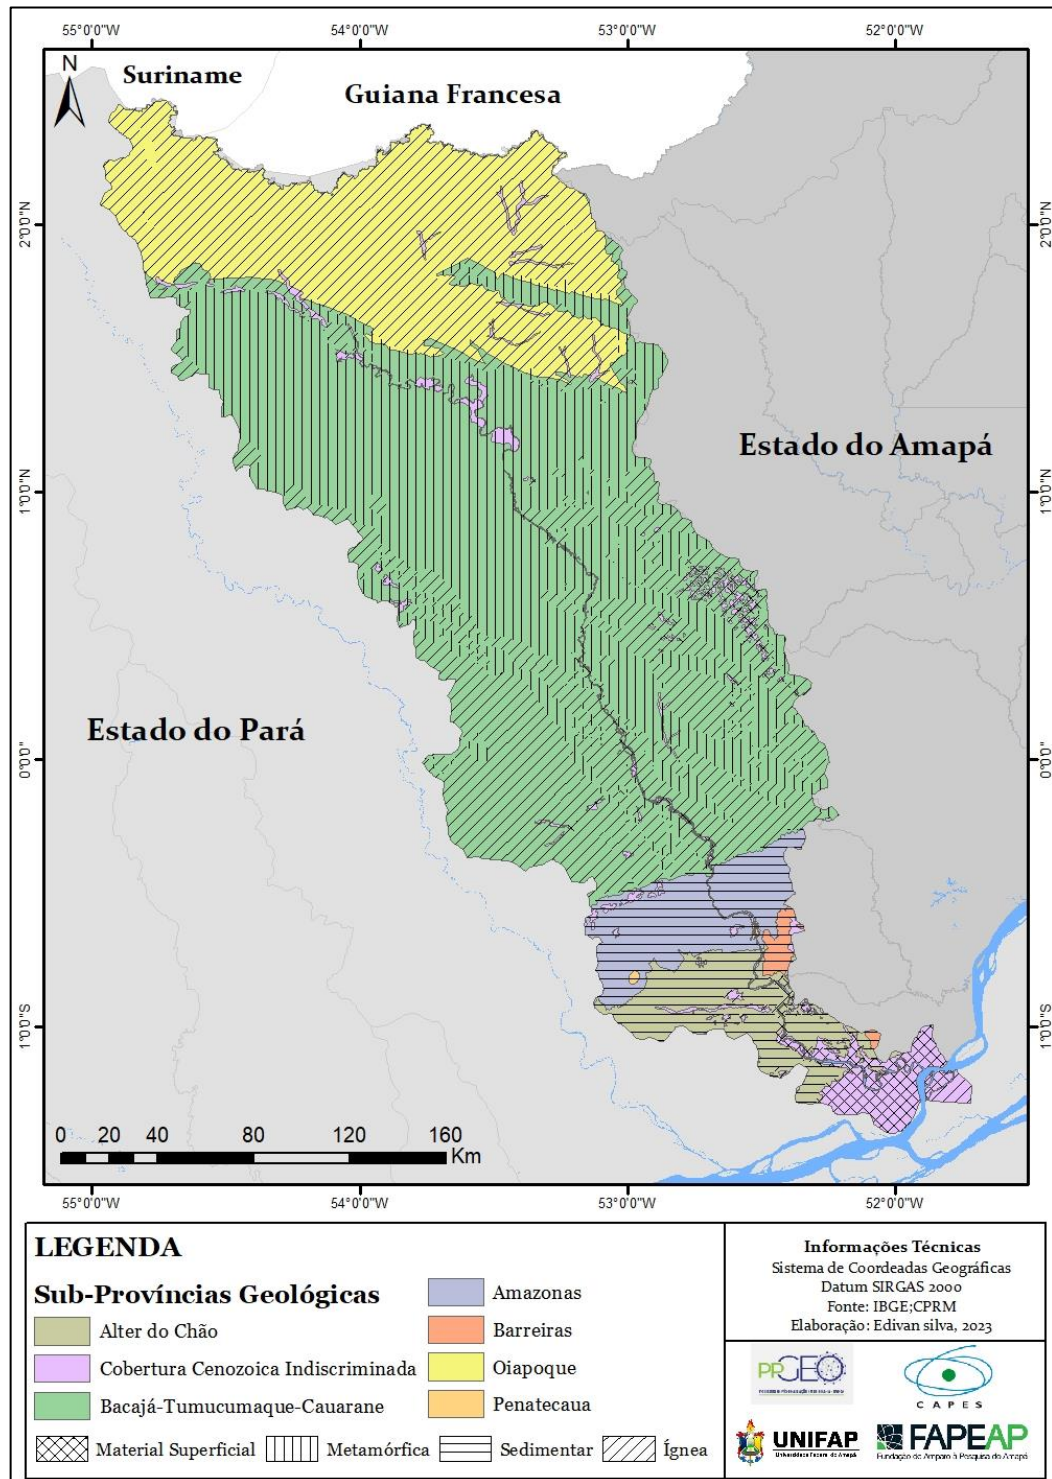 55°0'0"W 54°0'0"W 53°0'0"W 52°0'0"W
N
Suriname
Guiana Francesa
2°0'0"N 2°0'0"N
Estado do Amapá
1°0'0"N 1°0'0"N
Estado do Pará
0°0'0" 0°0'0"
1°0'0"S 1°0'0"S
0 20 40 80 120 160
Km
55°0'0"W 54°0'0"W 53°0'0"W 52°0'0"W
LEGENDA
Sub-Províncias Geológicas
Alter do Chão
Cobertura Cenozoica Indiscriminada
Bacajá-Tumucumaque-Cauarane
Amazonas
Barreiras
Oiapoque
Penatecaua
Material Superficial Metamórfica Sedimentar Ígnea
Informações Técnicas
Sistema de Coordeadas Geográficas
Datum SIRGAS 2000
Fonte: IBGE;CPRM
Elaboração: Edivan silva, 2023
PPGEO
CAPES
UNIFAP
Universidade Federal do Amapá
FAPEAP
Fundação de Amparo à Pesquisa do Amapá